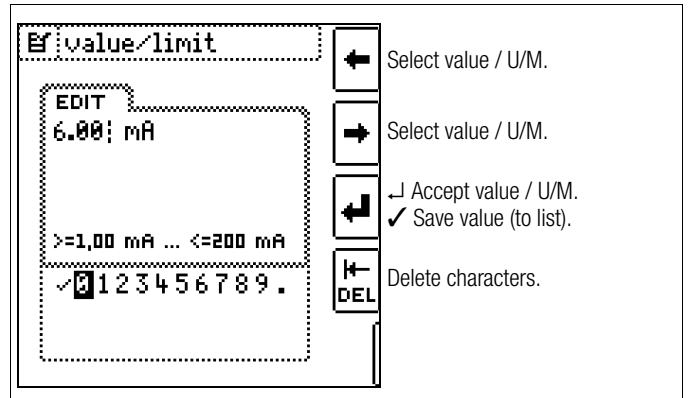 value/limit
Select value / U/M.
EDIT
6.00 mA
Select value / U/M.
↵ Accept value / U/M.
✓ Save value (to list).
>=1,00 mA ... <=200 mA
✓0123456789.
DEL
Delete characters.